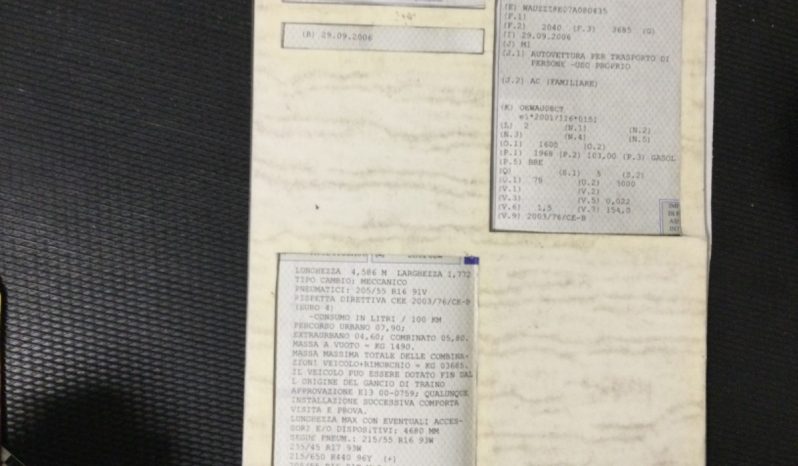 (B) 29.09.2006
(F.1)
(F.2) 2040 (F.3) 3685 (G)
(I) 29.09.2006
(J) M1
(J.1) AUTOVETTURA PER TRASPORTO DI
PERSONE -USO PROPRIO
(J.2) AC (FAMILIARE)
(K) OEWAUD8CT
e1*2001/116*0151
(L) 2 (N.1) (N.2)
(N.3) (N.4) (N.5)
(O.1) 1600 (O.2)
(P.1) 1968 (P.2) 103,00 (P.3) GASOL
(P.5) BRE
(Q) (S.1) 5 (S.2)
(U.1) 79 (U.2) 3000
(V.1) (V.2)
(V.3) (V.5) 0,022
(V.6) 1,5 (V.7) 154,0
(V.9) 2003/76/CE-B
LUNGHEZZA 4,586 M LARGHEZZA 1,772
TIPO CAMBIO: MECCANICO
PNEUMATICI: 205/55 R16 91V
RISPETTA DIRETTIVA CEE 2003/76/CE-B
(EURO 4)
-CONSUMO IN LITRI / 100 KM
PERCORSO URBANO 07,90;
EXTRAURBANO 04,60; COMBINATO 05,80.
MASSA A VUOTO = KG 1490.
MASSA MASSIMA TOTALE DELLE COMBINA-
ZIONI VEICOLO+RIMORCHIO = KG 03685.
IL VEICOLO PUO ESSERE DOTATO FIN DAL
L ORIGINE DEL GANCIO DI TRAINO
APPROVAZIONE E13 00-0759; QUALUNQUE
INSTALLAZIONE SUCCESSIVA COMPORTA
VISITA E PROVA.
LUNGHEZZA MAX CON EVENTUALI ACCES-
SORI E/O DISPOSITIVI: 4680 MM
SEGUE PNEUM.: 215/55 R16 93W
235/45 R17 93W
215/650 R440 96Y (+)